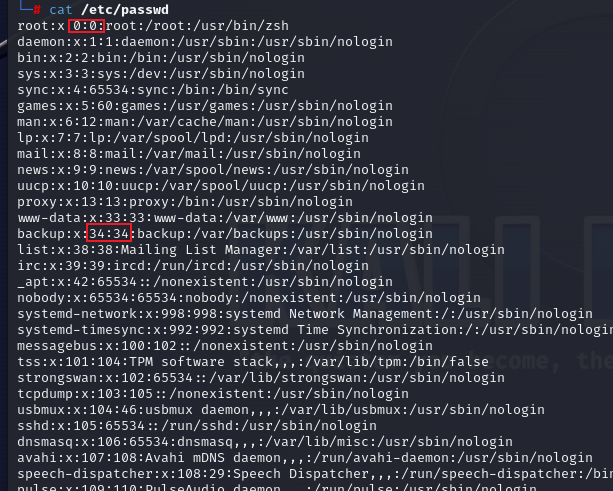 # cat /etc/passwd
root:x:0:0:root:/root:/usr/bin/zsh
daemon:x:1:1:daemon:/usr/sbin:/usr/sbin/nologin
bin:x:2:2:bin:/bin:/usr/sbin/nologin
sys:x:3:3:sys:/dev:/usr/sbin/nologin
sync:x:4:65534:sync:/bin:/bin/sync
games:x:5:60:games:/usr/games:/usr/sbin/nologin
man:x:6:12:man:/var/cache/man:/usr/sbin/nologin
lp:x:7:7:lp:/var/spool/lpd:/usr/sbin/nologin
mail:x:8:8:mail:/var/mail:/usr/sbin/nologin
news:x:9:9:news:/var/spool/news:/usr/sbin/nologin
uucp:x:10:10:uucp:/var/spool/uucp:/usr/sbin/nologin
proxy:x:13:13:proxy:/bin:/usr/sbin/nologin
www-data:x:33:33:www-data:/var/www:/usr/sbin/nologin
backup:x:34:34:backup:/var/backups:/usr/sbin/nologin
list:x:38:38:Mailing List Manager:/var/list:/usr/sbin/nologin
irc:x:39:39:ircd:/run/ircd:/usr/sbin/nologin
_apt:x:42:65534::/nonexistent:/usr/sbin/nologin
nobody:x:65534:65534:nobody:/nonexistent:/usr/sbin/nologin
systemd-network:x:998:998:systemd Network Management:/:/usr/sbin/nologin
systemd-timesync:x:992:992:systemd Time Synchronization:/:/usr/sbin/nologin
messagebus:x:100:102::/nonexistent:/usr/sbin/nologin
tss:x:101:104:TPM software stack,,,:/var/lib/tpm:/bin/false
strongswan:x:102:65534::/var/lib/strongswan:/usr/sbin/nologin
tcpdump:x:103:105::/nonexistent:/usr/sbin/nologin
usbmux:x:104:46:usbmux daemon,,,:/var/lib/usbmux:/usr/sbin/nologin
sshd:x:105:65534::/run/sshd:/usr/sbin/nologin
dnsmasq:x:106:65534:dnsmasq,,,:/var/lib/misc:/usr/sbin/nologin
avahi:x:107:108:Avahi mDNS daemon,,,:/run/avahi-daemon:/usr/sbin/nologin
speech-dispatcher:x:108:29:Speech Dispatcher,,,:/run/speech-dispatcher:/bin
pulse:x:109:110:PulseAudio daemon,,,:/run/pulse:/usr/sbin/nologin